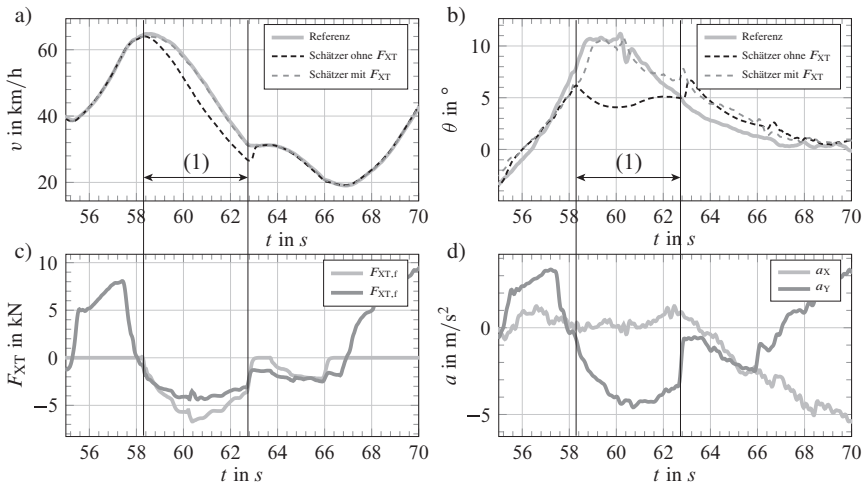 a)
v in km/h
60
40
20
Referenz
Schätzer ohne F_XT
Schätzer mit F_XT
(1)
56 58 60 62 64 66 68 70
t in s
b)
θ in °
10
5
0
Referenz
Schätzer ohne F_XT
Schätzer mit F_XT
(1)
56 58 60 62 64 66 68 70
t in s
c)
F_XT in kN
10
5
0
−5
F_XT,f
F_XT,f
56 58 60 62 64 66 68 70
t in s
d)
a in m/s²
0
−5
a_X
a_Y
56 58 60 62 64 66 68 70
t in s